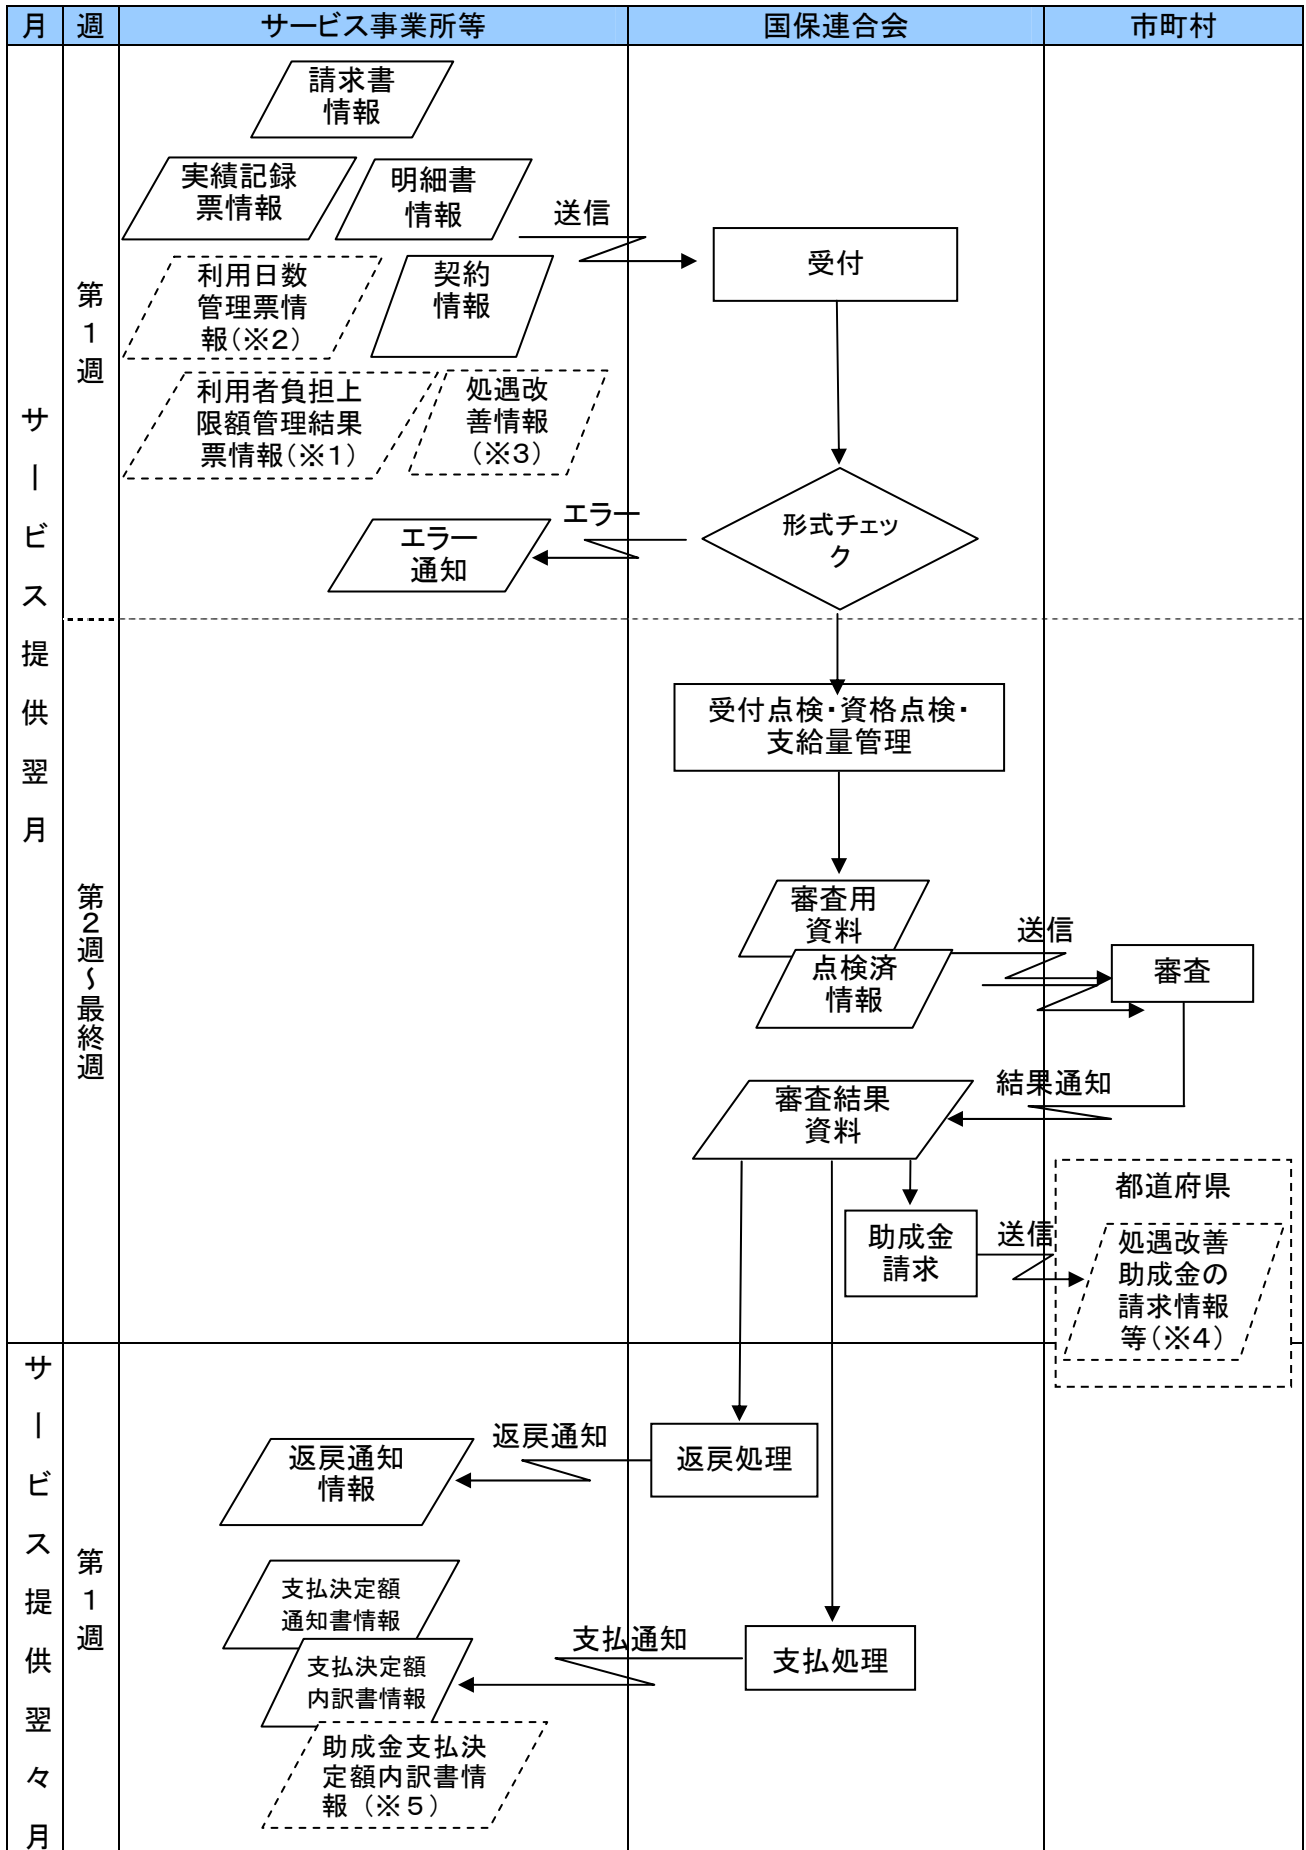 月 週 サービス事業所等 国保連合会 市町村
サービス提供翌月
第1週
請求書
情報
実績記録
票情報
明細書
情報
送信
受付
利用日数
管理票情
報(※2)
契約
情報
利用者負担上
限額管理結果
票情報(※1)
処遇改
善情報
(※3)
形式チェッ
ク
エラー
エラー
通知
第2週~最終週
受付点検・資格点検・
支給量管理
審査用
資料
点検済
情報
送信
審査
結果通知
審査結果
資料
助成金
請求
送信
都道府県
処遇改善
助成金の
請求情報
等(※4)
サービス提供翌々月
第1週
返戻処理
返戻通知
返戻通知
情報
支払処理
支払通知
支払決定額
通知書情報
支払決定額
内訳書情報
助成金支払決
定額内訳書情
報(※5)